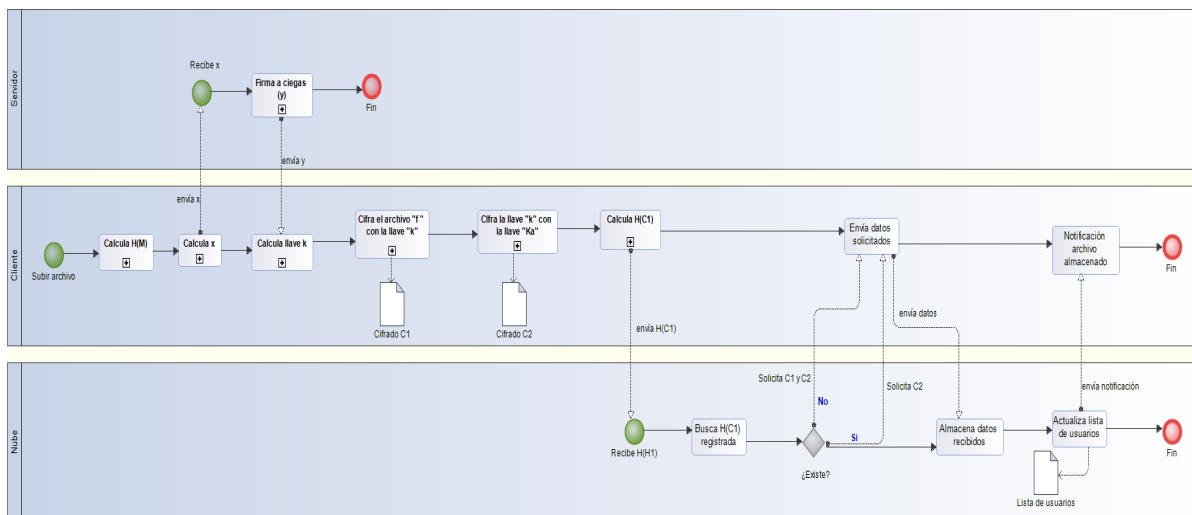 Servidor
Recibe x
Firma a ciegas
(y)
Fin
envía x
envía y
Cliente
Subir archivo
Calcula H(M)
Calcula x
Calcula llave k
Cifra el archivo "f "
con la llave "k"
Cifrado C1
CIfra la llave "k" con
la llave "Ka"
Cifrado C2
Calcula H(C1)
envía H(C1)
Envía datos
solicitados
envía datos
Notificación
archivo
almacenado
Fin
Nube
Recibe H(H1)
Busca H(C1)
registrada
¿Existe?
Solicita C1 y C2
No
Solicita C2
Si
Almacena datos
recibidos
Actualiza lista
de usuarios
envía notificación
Lista de usuarios
Fin